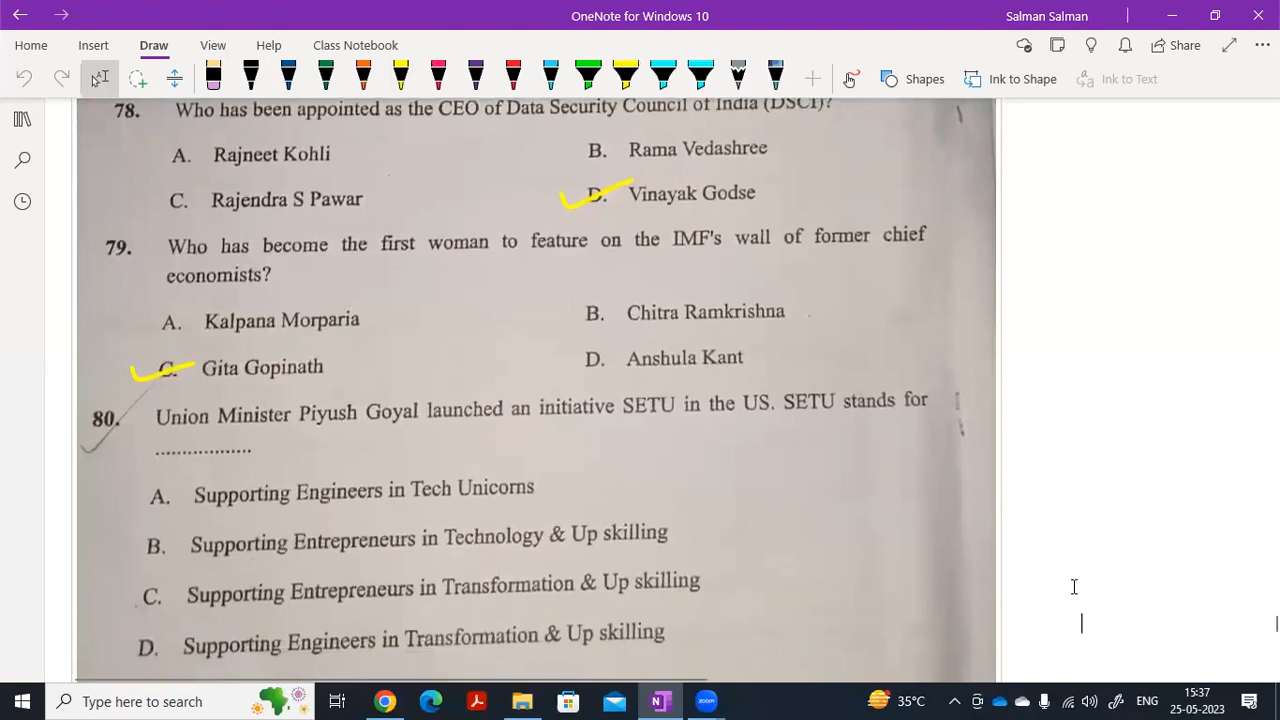 OneNote for Windows 10
Salman Salman
Home Insert Draw View Help Class Notebook
Share
Shapes Ink to Shape Ink to Text
78. Who has been appointed as the CEO of Data Security Council of India (DSCI)?
A. Rajneet Kohli B. Rama Vedashree
C. Rajendra S Pawar D. Vinayak Godse
79. Who has become the first woman to feature on the IMF's wall of former chief
economists?
A. Kalpana Morparia B. Chitra Ramkrishna
C. Gita Gopinath D. Anshula Kant
80. Union Minister Piyush Goyal launched an initiative SETU in the US. SETU stands for
..................
A. Supporting Engineers in Tech Unicorns
B. Supporting Entrepreneurs in Technology & Up skilling
C. Supporting Entrepreneurs in Transformation & Up skilling
D. Supporting Engineers in Transformation & Up skilling
Type here to search
35°C
ENG
15:37
25-05-2023